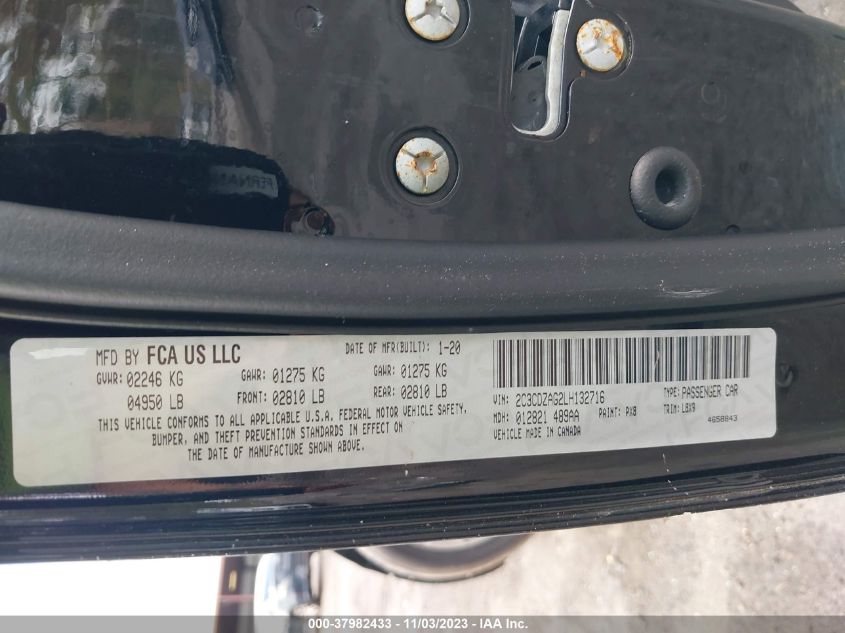 MFD BY FCA US LLC
DATE OF MFR(BUILT): 1-20
GVWR: 02246 KG
04950 LB
GAWR: 01275 KG
FRONT: 02810 LB
GAWR: 01275 KG
REAR: 02810 LB
THIS VEHICLE CONFORMS TO ALL APPLICABLE U.S.A. FEDERAL MOTOR VEHICLE SAFETY,
BUMPER, AND THEFT PREVENTION STANDARDS IN EFFECT ON
THE DATE OF MANUFACTURE SHOWN ABOVE.
VIN: 2C3CDZAG2LH132716
TYPE: PASSENGER CAR
MDH: 012821 489AA
PAINT: PX8
TRIM: LBX9
VEHICLE MADE IN CANADA
4G58843
000-37982433 - 11/03/2023 - IAA Inc.